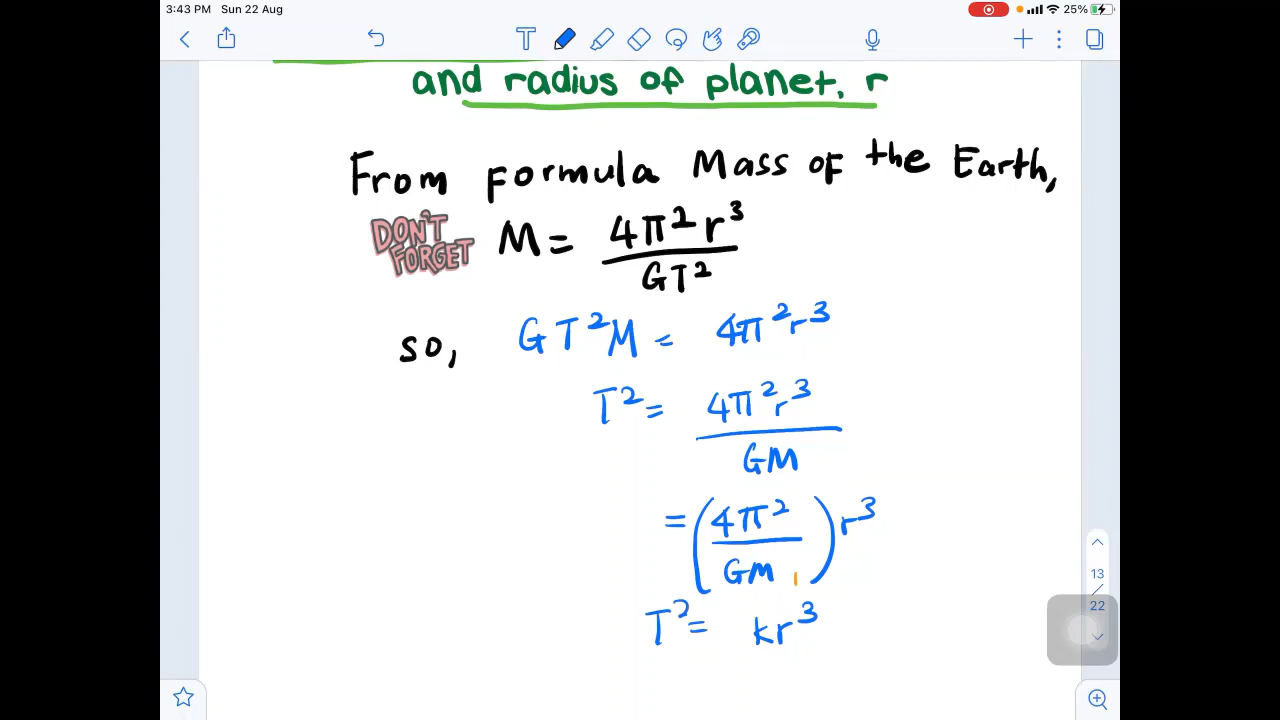 3:43 PM Sun 22 Aug
25%
T
and radius of planet, r
From formula Mass of the Earth,
DON'T FORGET
M = 4π²r³ / GT²
so, GT²M = 4π²r³
T² = 4π²r³ / GM
= (4π² / GM) r³
T² = kr³
13 / 22